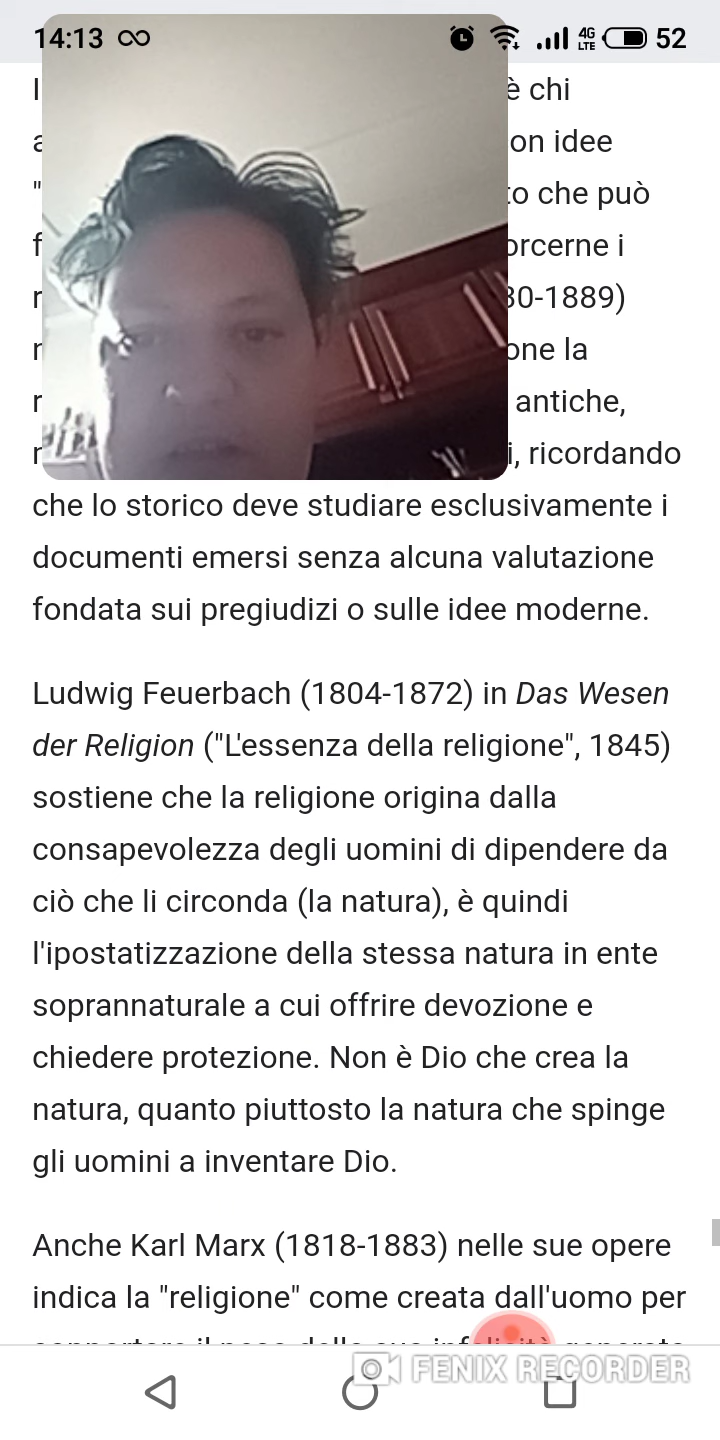 14:13 4G LTE 52
è chi
on idee
to che può
orcerne i
30-1889)
one la
antiche,
i, ricordando
che lo storico deve studiare esclusivamente i
documenti emersi senza alcuna valutazione
fondata sui pregiudizi o sulle idee moderne.
Ludwig Feuerbach (1804-1872) in Das Wesen
der Religion ("L'essenza della religione", 1845)
sostiene che la religione origina dalla
consapevolezza degli uomini di dipendere da
ciò che li circonda (la natura), è quindi
l'ipostatizzazione della stessa natura in ente
soprannaturale a cui offrire devozione e
chiedere protezione. Non è Dio che crea la
natura, quanto piuttosto la natura che spinge
gli uomini a inventare Dio.
Anche Karl Marx (1818-1883) nelle sue opere
indica la "religione" come creata dall'uomo per
FENIX RECORDER